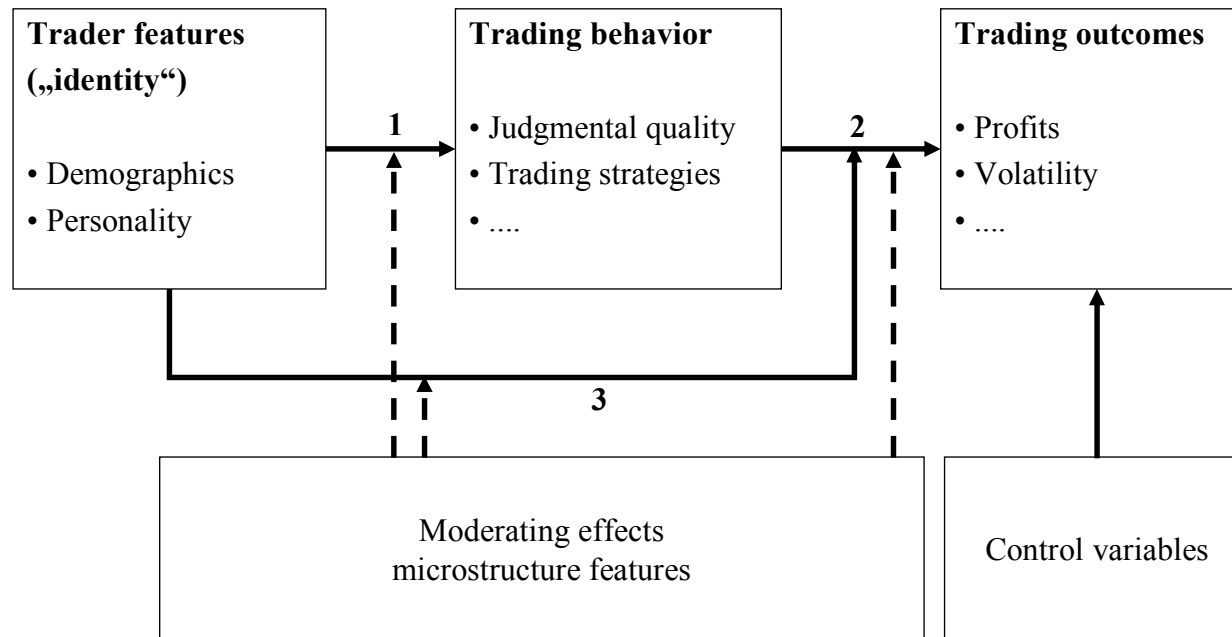 Trader features
(„identity“)
• Demographics
• Personality
1
Trading behavior
• Judgmental quality
• Trading strategies
• ....
2
Trading outcomes
• Profits
• Volatility
• ....
3
Moderating effects
microstructure features
Control variables